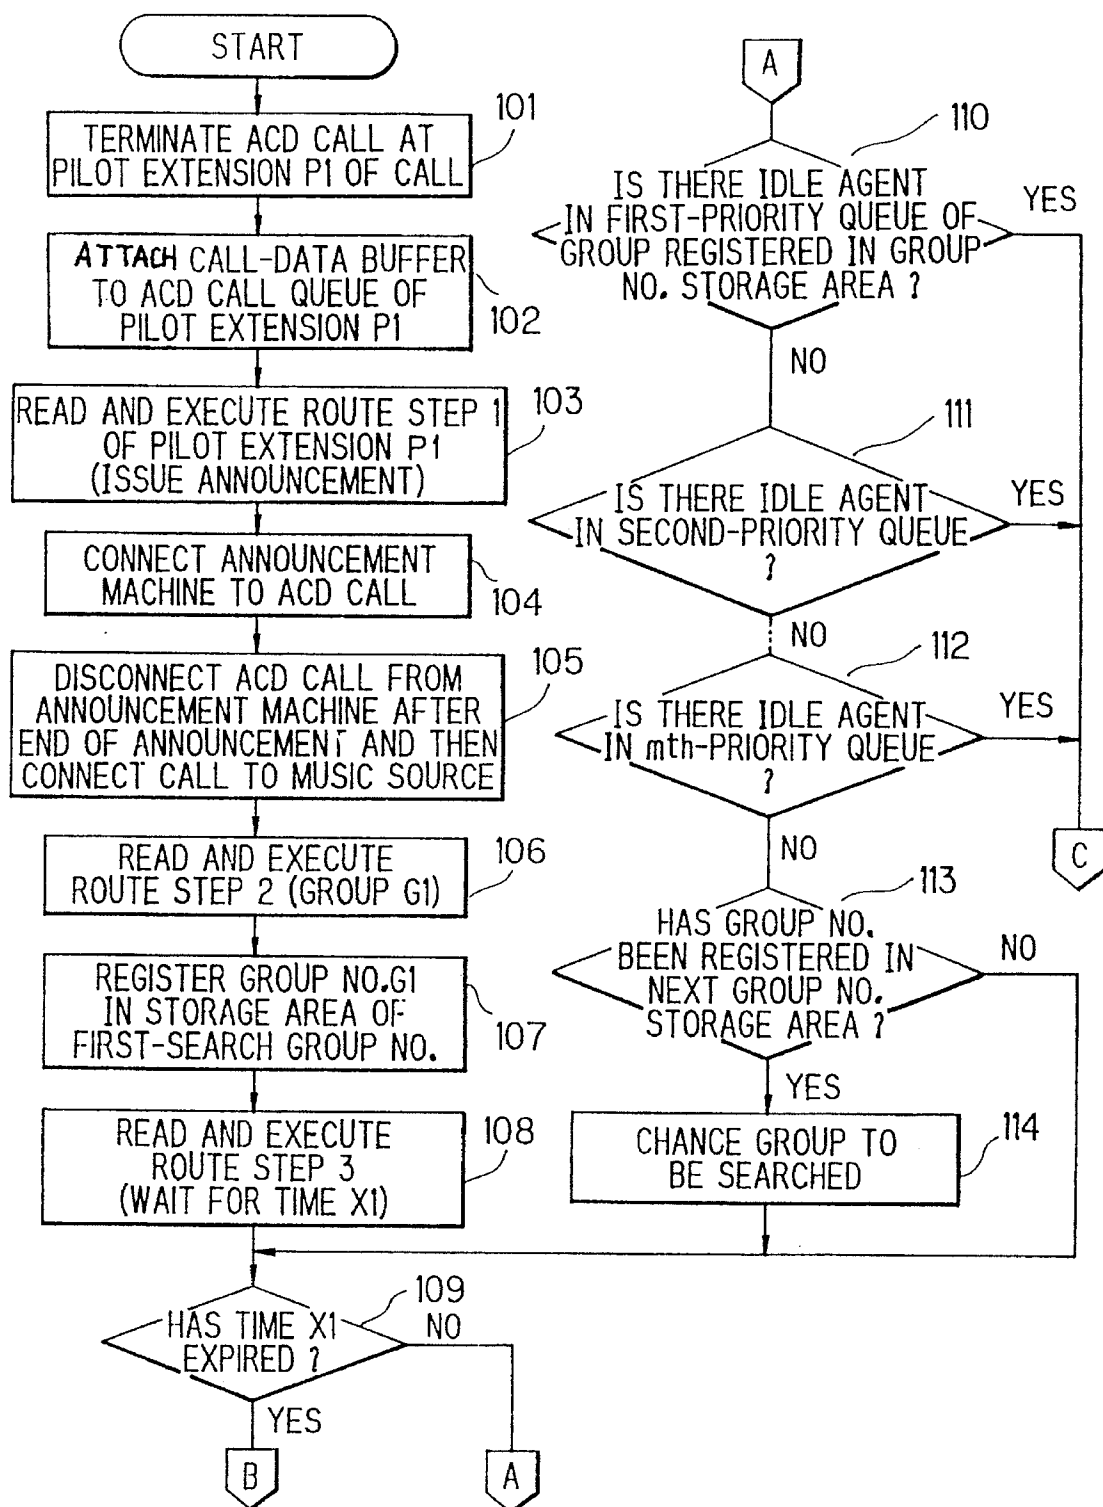 START
TERMINATE ACD CALL AT
PILOT EXTENSION P1 OF CALL
101
ATTACH CALL-DATA BUFFER
TO ACD CALL QUEUE OF
PILOT EXTENSION P1
102
READ AND EXECUTE ROUTE STEP 1
OF PILOT EXTENSION P1
(ISSUE ANNOUNCEMENT)
103
CONNECT ANNOUNCEMENT
MACHINE TO ACD CALL
104
DISCONNECT ACD CALL FROM
ANNOUNCEMENT MACHINE AFTER
END OF ANNOUNCEMENT AND THEN
CONNECT CALL TO MUSIC SOURCE
105
READ AND EXECUTE
ROUTE STEP 2 (GROUP G1)
106
REGISTER GROUP NO.G1
IN STORAGE AREA OF
FIRST-SEARCH GROUP NO.
107
READ AND EXECUTE
ROUTE STEP 3
(WAIT FOR TIME X1)
108
HAS TIME X1
EXPIRED ?
109
NO
YES
B
A
A
110
IS THERE IDLE AGENT
IN FIRST-PRIORITY QUEUE OF
GROUP REGISTERED IN GROUP
NO. STORAGE AREA ?
YES
NO
111
IS THERE IDLE AGENT
IN SECOND-PRIORITY QUEUE
?
YES
NO
112
IS THERE IDLE AGENT
IN mth-PRIORITY QUEUE
?
YES
NO
C
113
HAS GROUP NO.
BEEN REGISTERED IN
NEXT GROUP NO.
STORAGE AREA ?
NO
YES
CHANCE GROUP TO
BE SEARCHED
114